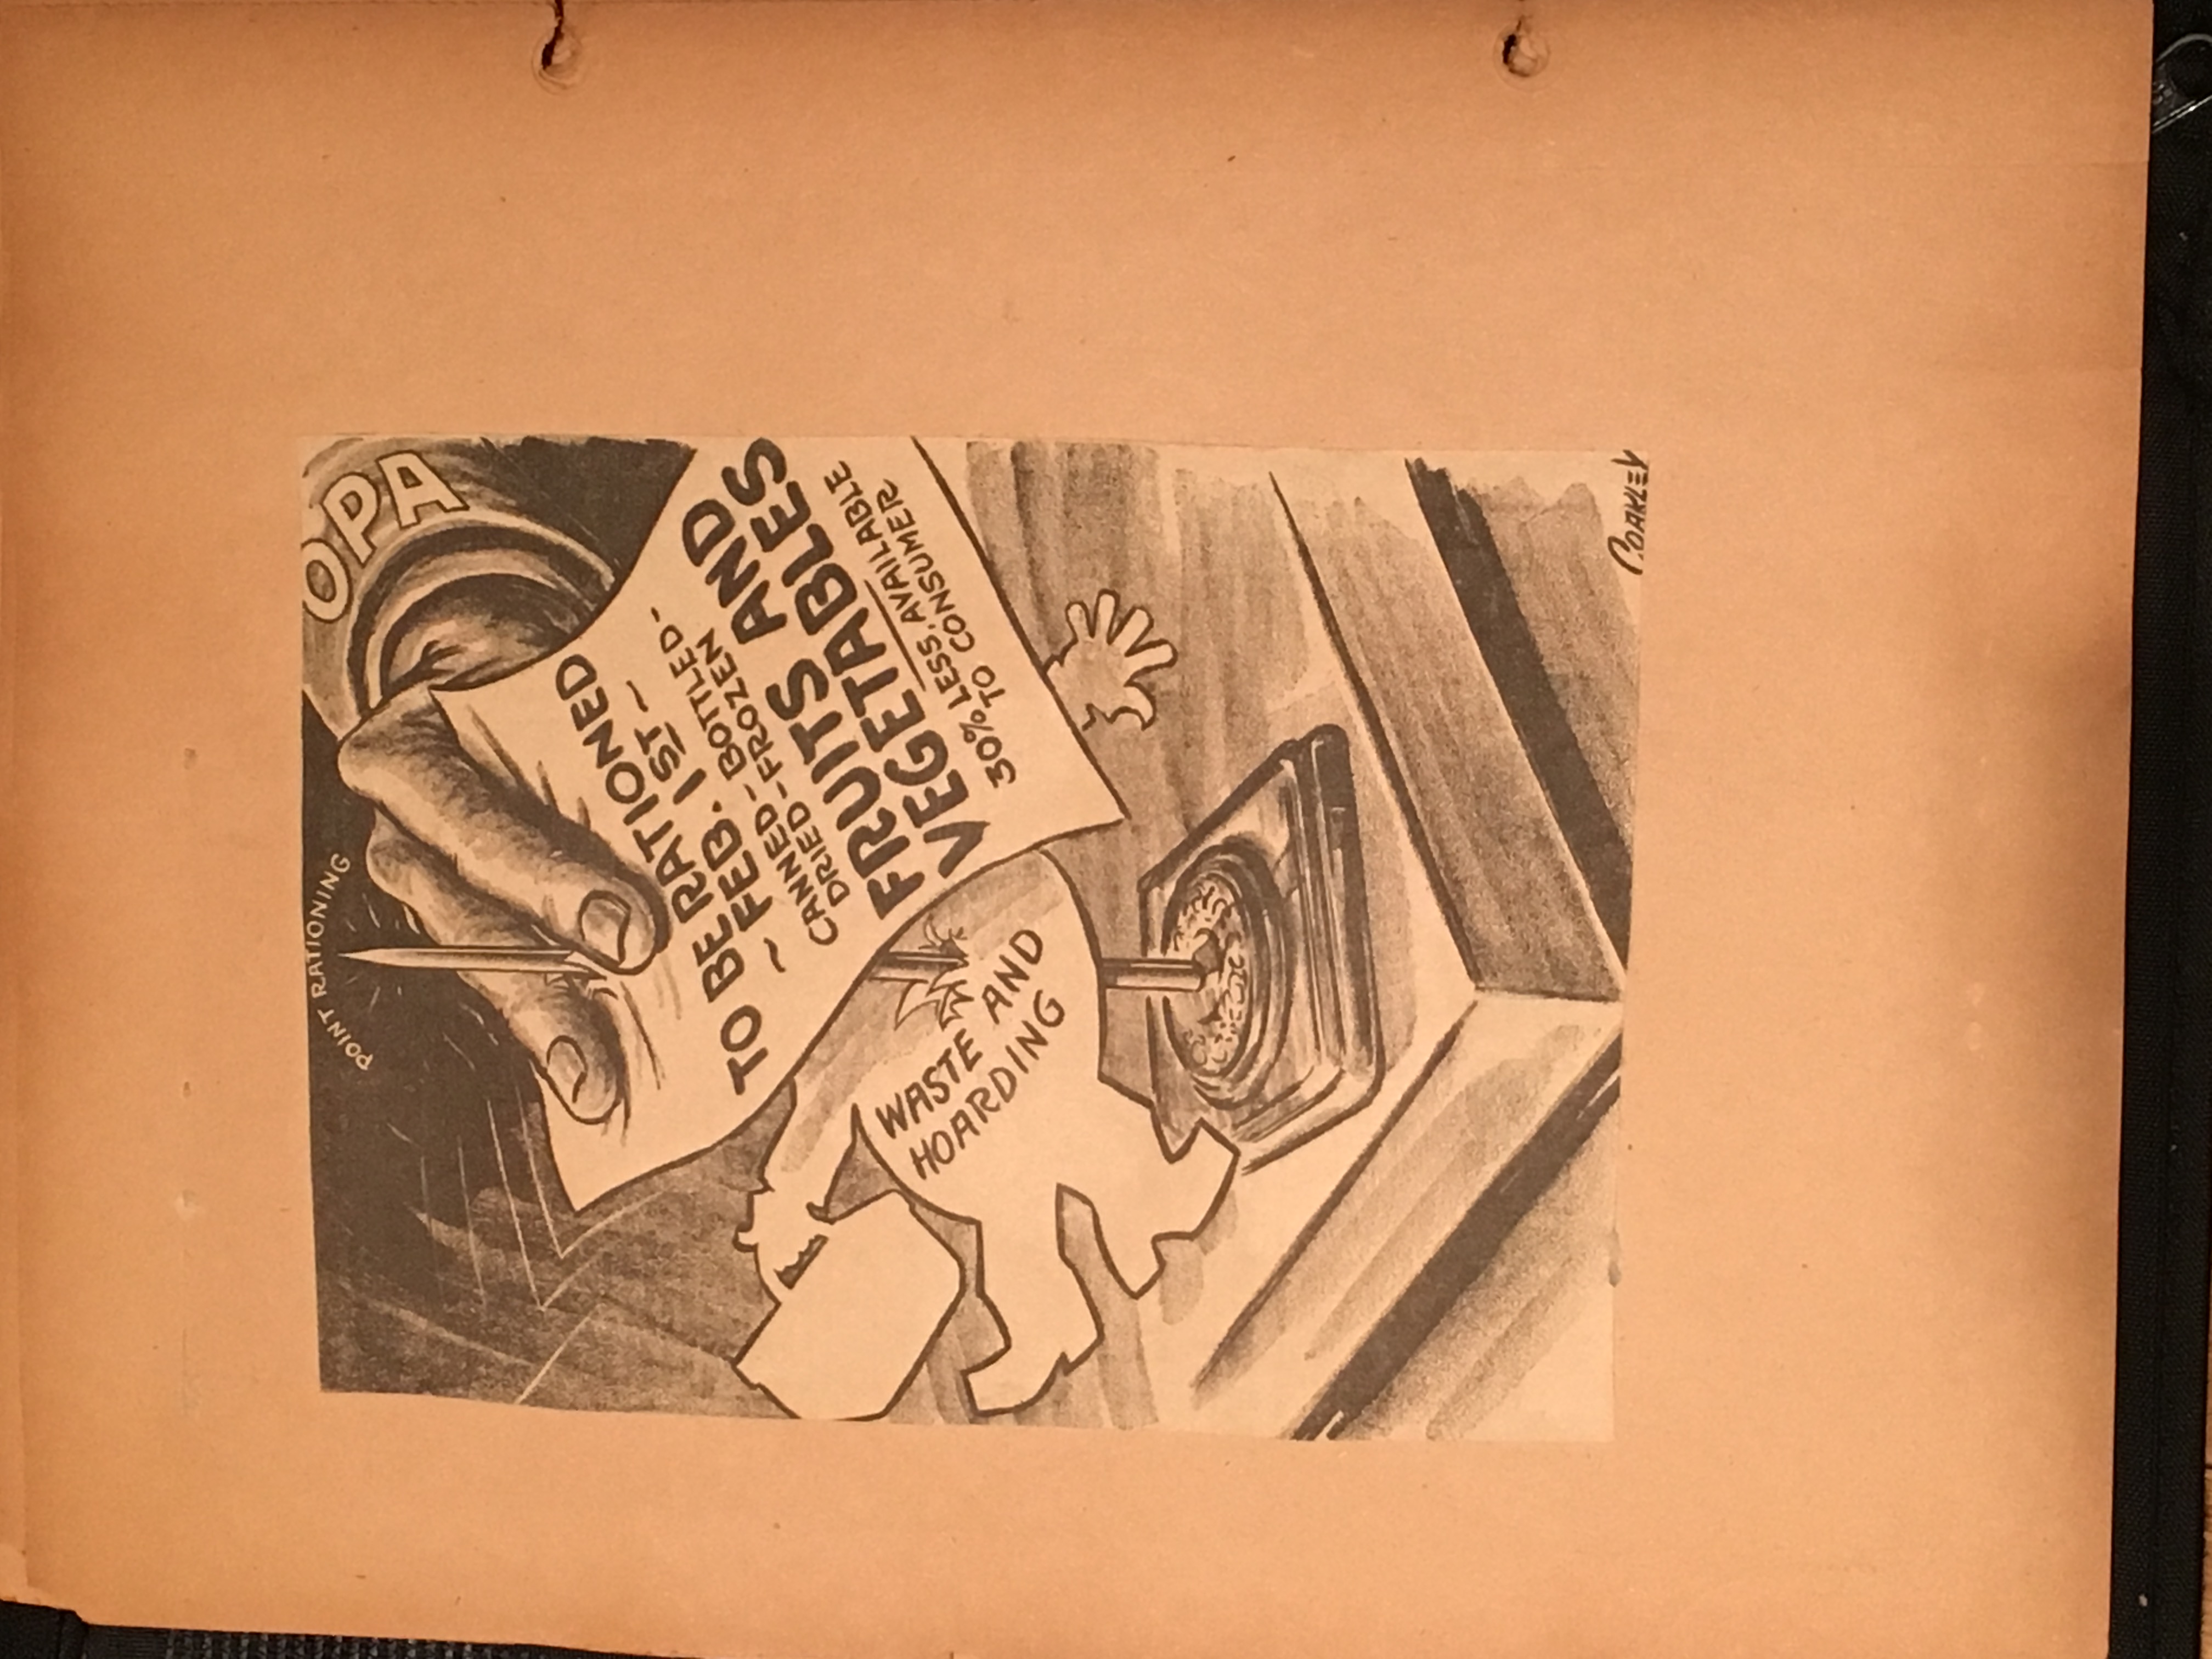 POINT RATIONING
OPA
TO BE RATIONED
~ FEB. 1ST ~
CANNED - BOTTLED -
DRIED - FROZEN
FRUITS AND
VEGETABLES
30% LESS, AVAILABLE
TO CONSUMER
WASTE AND
HOARDING
COAKLEY